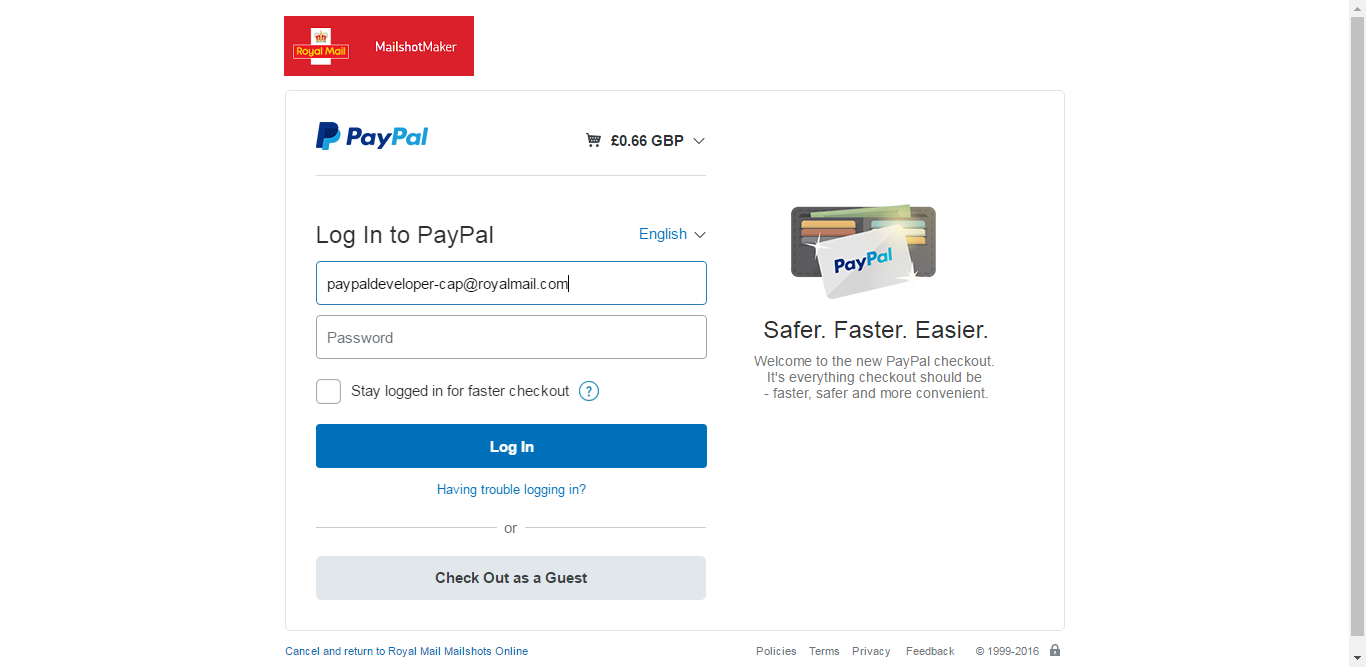 Royal Mail
MailshotMaker
PayPal
£0.66 GBP
Log In to PayPal
English
paypaldeveloper-cap@royalmail.com
Password
Stay logged in for faster checkout ?
Log In
Having trouble logging in?
or
Check Out as a Guest
PayPal
Safer. Faster. Easier.
Welcome to the new PayPal checkout.
It's everything checkout should be
- faster, safer and more convenient.
Cancel and return to Royal Mail Mailshots Online
Policies Terms Privacy Feedback © 1999-2016